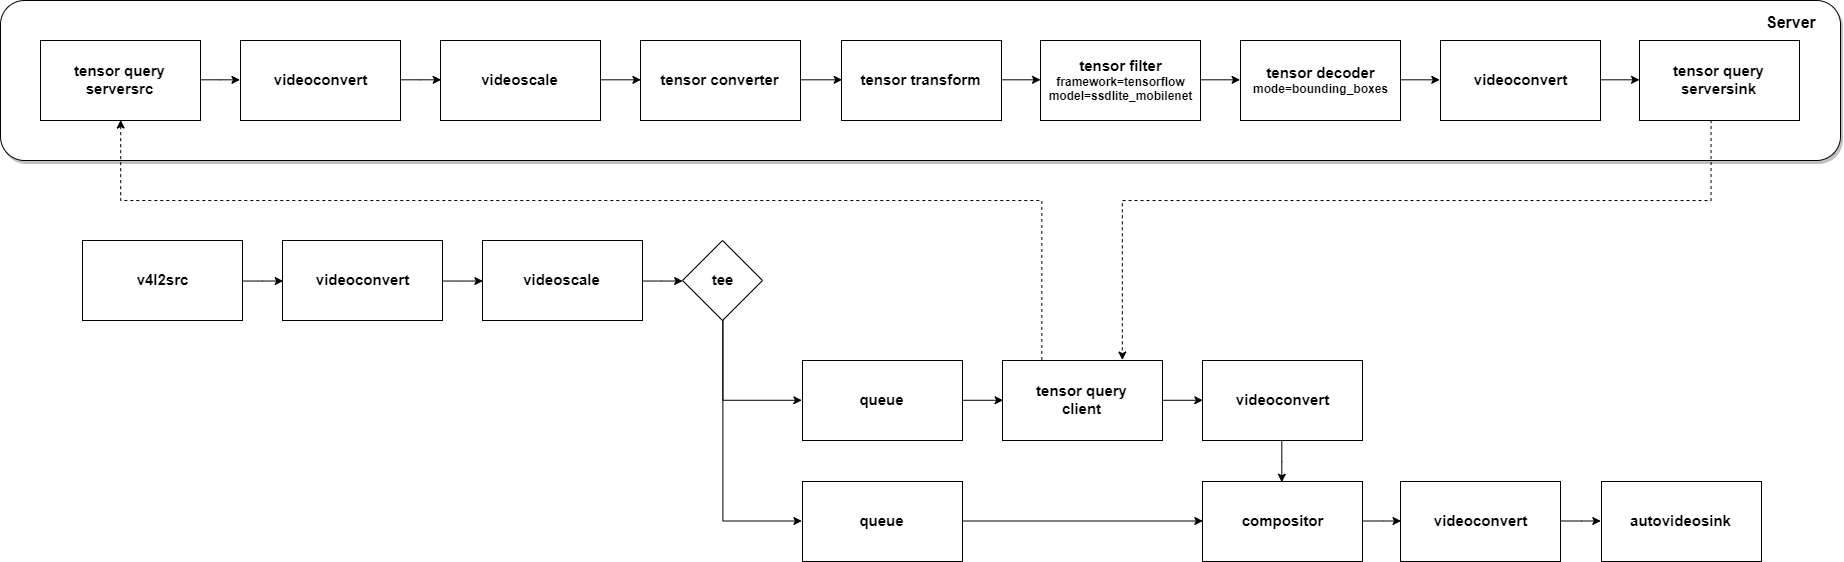 Server
tensor query
serversrc
videoconvert
videoscale
tensor converter
tensor transform
tensor filter
framework=tensorflow
model=ssdlite_mobilenet
tensor decoder
mode=bounding_boxes
videoconvert
tensor query
serversink
v4l2src
videoconvert
videoscale
tee
queue
tensor query
client
videoconvert
queue
compositor
videoconvert
autovideosink